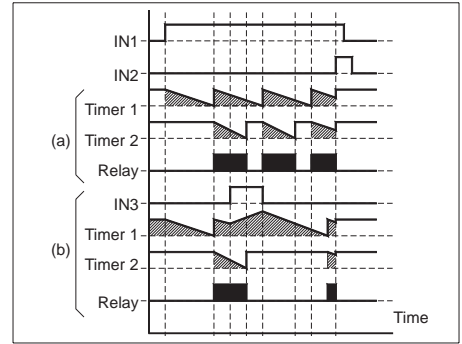 IN1
IN2
Timer 1
(a) Timer 2
Relay
IN3
Timer 1
(b) Timer 2
Relay
Time